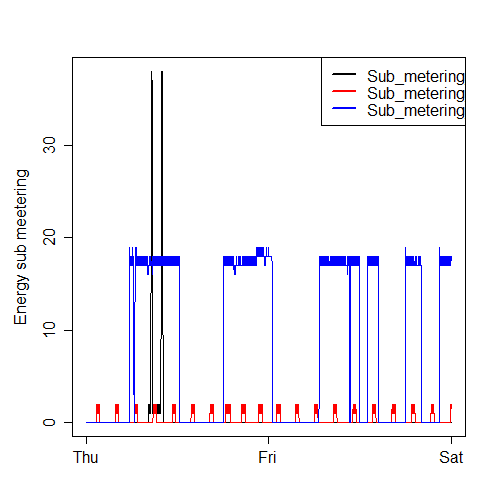 Sub_metering
Sub_metering
Sub_metering
Energy sub meetering
30
20
10
0
Thu
Fri
Sat